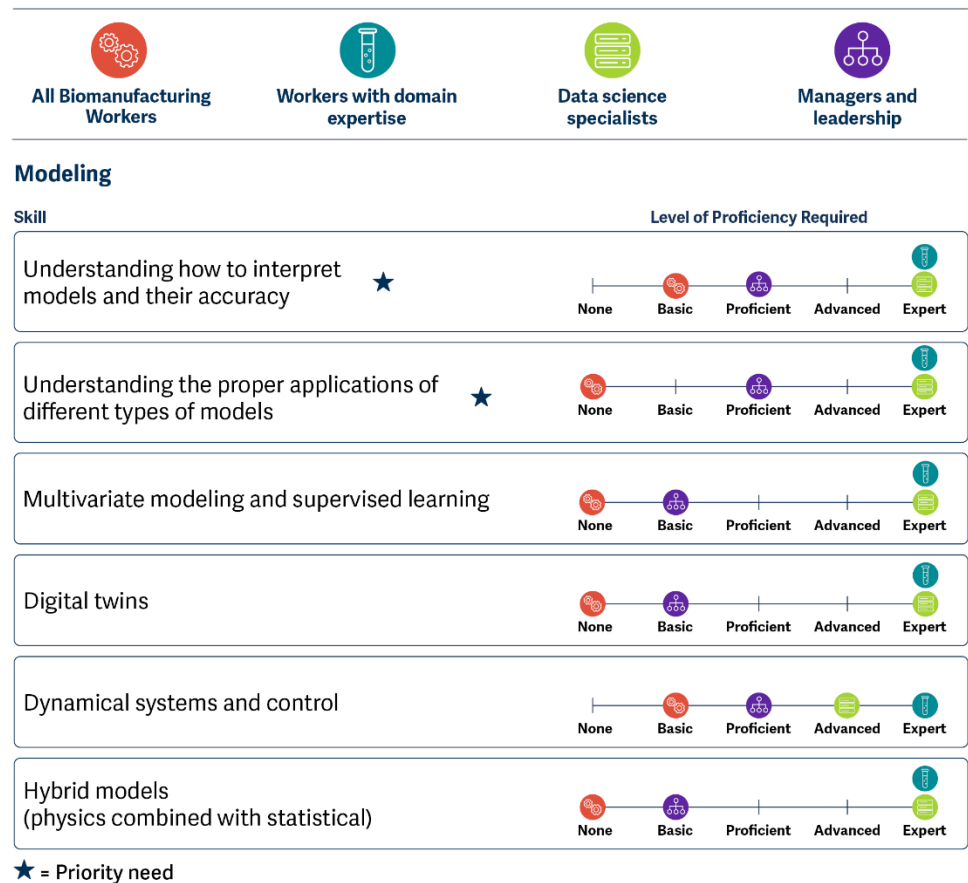 All Biomanufacturing Workers
Workers with domain expertise
Data science specialists
Managers and leadership
Modeling
Skill
Level of Proficiency Required
Understanding how to interpret
models and their accuracy
None Basic Proficient Advanced Expert
Understanding the proper applications of
different types of models
None Basic Proficient Advanced Expert
Multivariate modeling and supervised learning
None Basic Proficient Advanced Expert
Digital twins
None Basic Proficient Advanced Expert
Dynamical systems and control
None Basic Proficient Advanced Expert
Hybrid models
(physics combined with statistical)
None Basic Proficient Advanced Expert
★ = Priority need